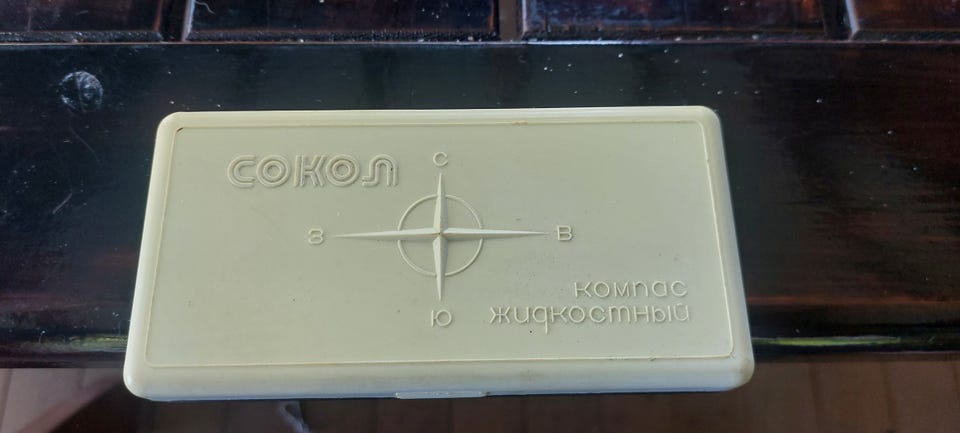 сокол
С
З
В
Ю
компас
жидкостный